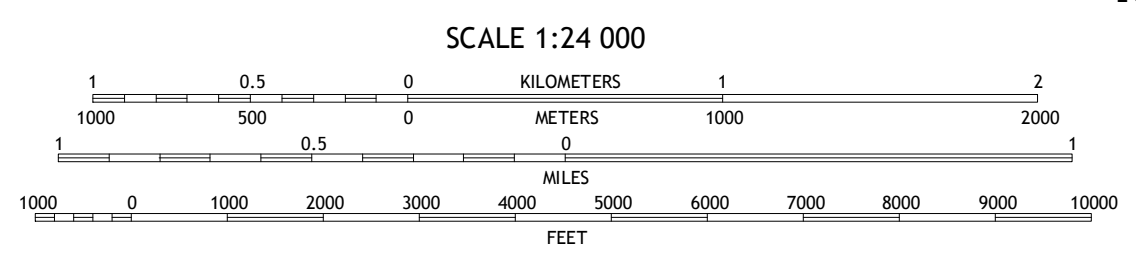 SCALE 1:24 000
1 0.5 0 KILOMETERS 1 2
1000 500 0 METERS 1000 2000
1 0.5 0 1
MILES
1000 0 1000 2000 3000 4000 5000 6000 7000 8000 9000 10000
FEET